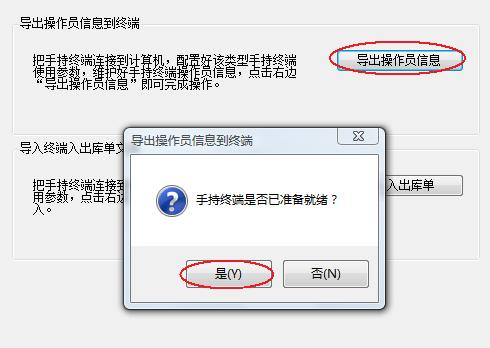 导出操作员信息到终端
把手持终端连接到计算机，配置好该类型手持终端
使用参数，维护好手持终端操作员信息，点击右边
“导出操作员信息”即可完成操作。
导出操作员信息
导出操作员信息到终端
手持终端是否已准备就绪？
是(Y)
否(N)
导入终端入出库单文
把手持终端连接到
用参数，点击右边
入。
入出库单